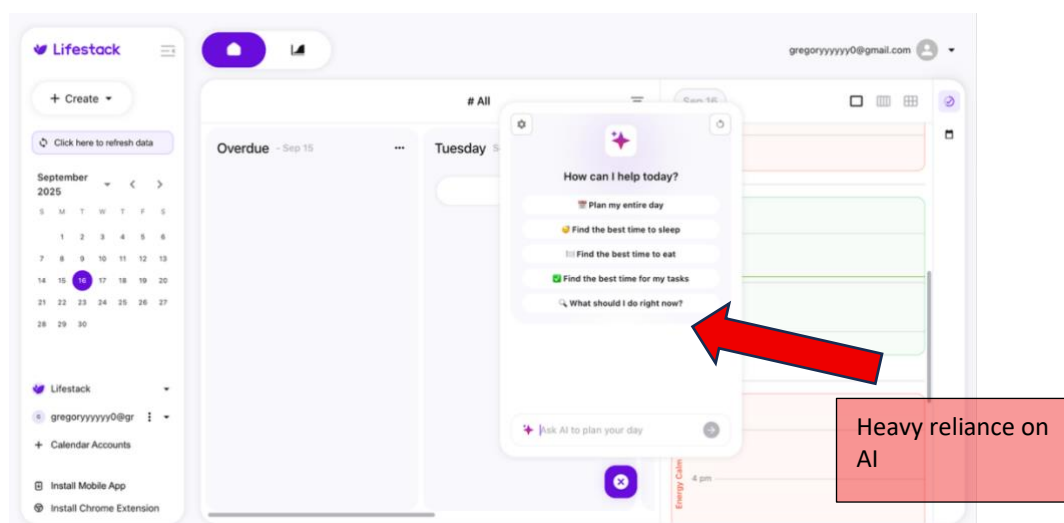 Lifestack
gregoryyyyyy0@gmail.com
+ Create
Click here to refresh data
September
2025
S M T W T F S
1 2 3 4 5 6
7 8 9 10 11 12 13
14 15 16 17 18 19 20
21 22 23 24 25 26 27
28 29 30
Lifestack
gregoryyyyyy0@gr
+ Calendar Accounts
Install Mobile App
Install Chrome Extension
# All
Overdue - Sep 15
Tuesday
Sep 16
How can I help today?
Plan my entire day
Find the best time to sleep
Find the best time to eat
Find the best time for my tasks
What should I do right now?
Ask AI to plan your day
Energy Calm
4 pm
Heavy reliance on
AI